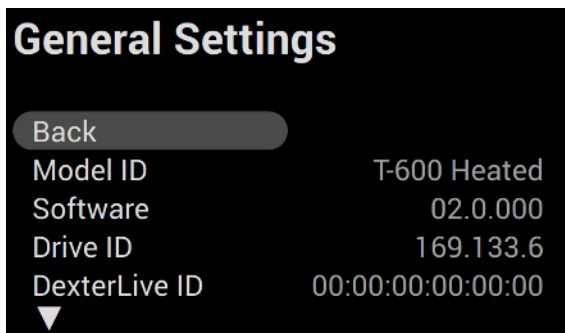 General Settings
Back
Model ID T-600 Heated
Software 02.0.000
Drive ID 169.133.6
DexterLive ID 00:00:00:00:00:00